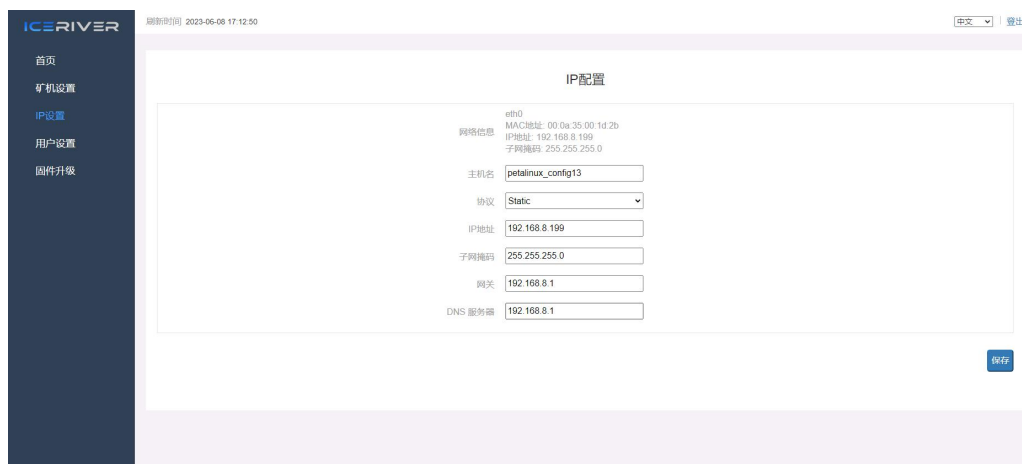 ICERIVER
刷新时间 2023-06-08 17:12:50
中文
登出
首页
矿机设置
IP设置
用户设置
固件升级
IP配置
网络信息
eth0
MAC地址: 00:0a:35:00:1d:2b
IP地址: 192.168.8.199
子网掩码: 255.255.255.0
主机名 petalinux_config13
协议 Static
IP地址 192.168.8.199
子网掩码 255.255.255.0
网关 192.168.8.1
DNS 服务器 192.168.8.1
保存